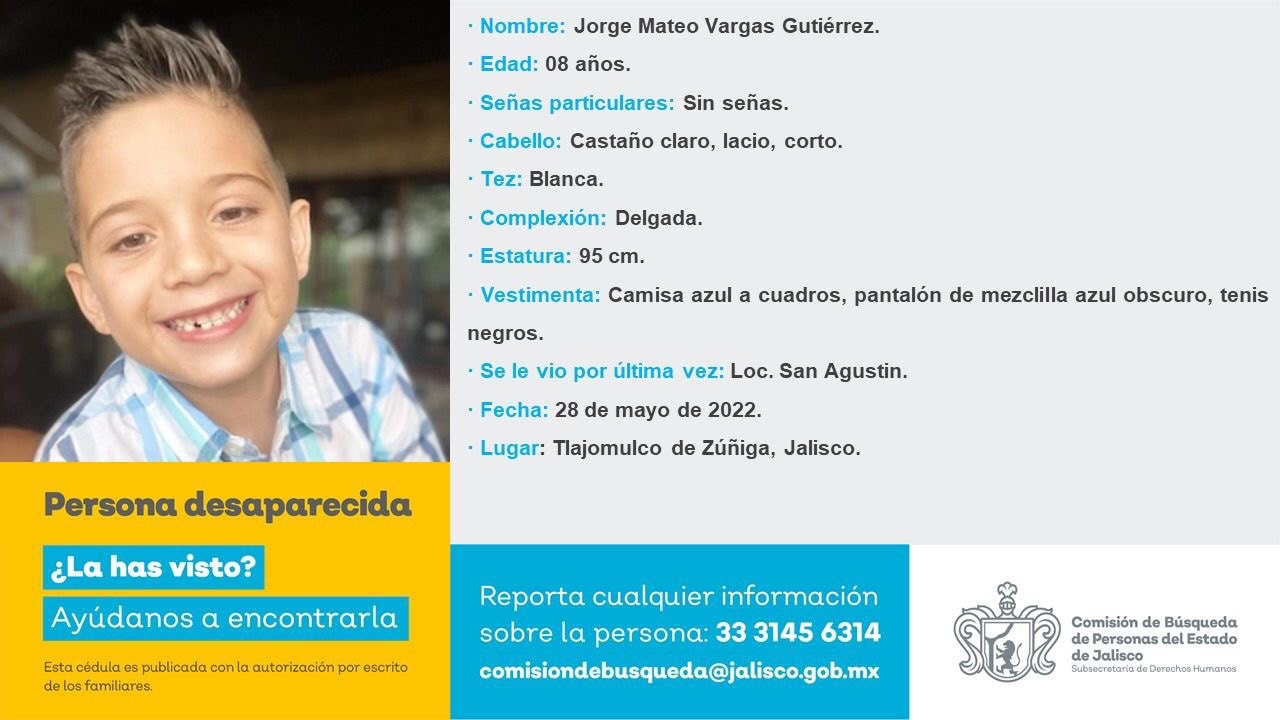 · Nombre: Jorge Mateo Vargas Gutiérrez.
· Edad: 08 años.
· Señas particulares: Sin señas.
· Cabello: Castaño claro, lacio, corto.
· Tez: Blanca.
· Complexión: Delgada.
· Estatura: 95 cm.
· Vestimenta: Camisa azul a cuadros, pantalón de mezclilla azul obscuro, tenis
negros.
· Se le vio por última vez: Loc. San Agustin.
· Fecha: 28 de mayo de 2022.
· Lugar: Tlajomulco de Zúñiga, Jalisco.
Persona desaparecida
¿La has visto?
Ayúdanos a encontrarla
Esta cédula es publicada con la autorización por escrito
de los familiares.
Reporta cualquier información
sobre la persona: 33 3145 6314
comisiondebusqueda@jalisco.gob.mx
Comisión de Búsqueda
de Personas del Estado
de Jalisco
Subsecretaría de Derechos Humanos